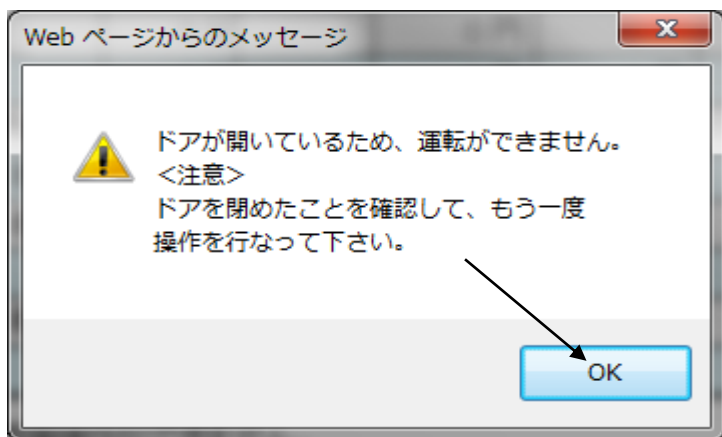 Web ページからのメッセージ
ドアが開いているため、運転ができません。
<注意>
ドアを閉めたことを確認して、もう一度
操作を行なって下さい。
OK